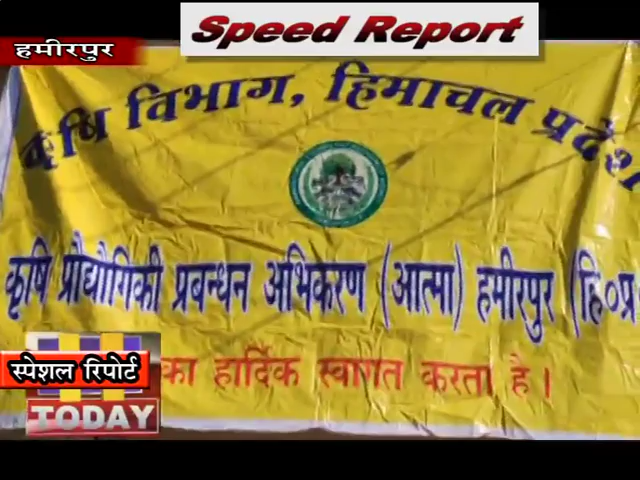 Speed Report
हमीरपुर
कृषि विभाग, हिमाचल प्रदेश
कृषि प्रौद्योगिकी प्रबन्धन अभिकरण (आत्मा) हमीरपुर (हि०प्र०
का हार्दिक स्वागत करता है।
स्पेशल रिपोर्ट
TODAY